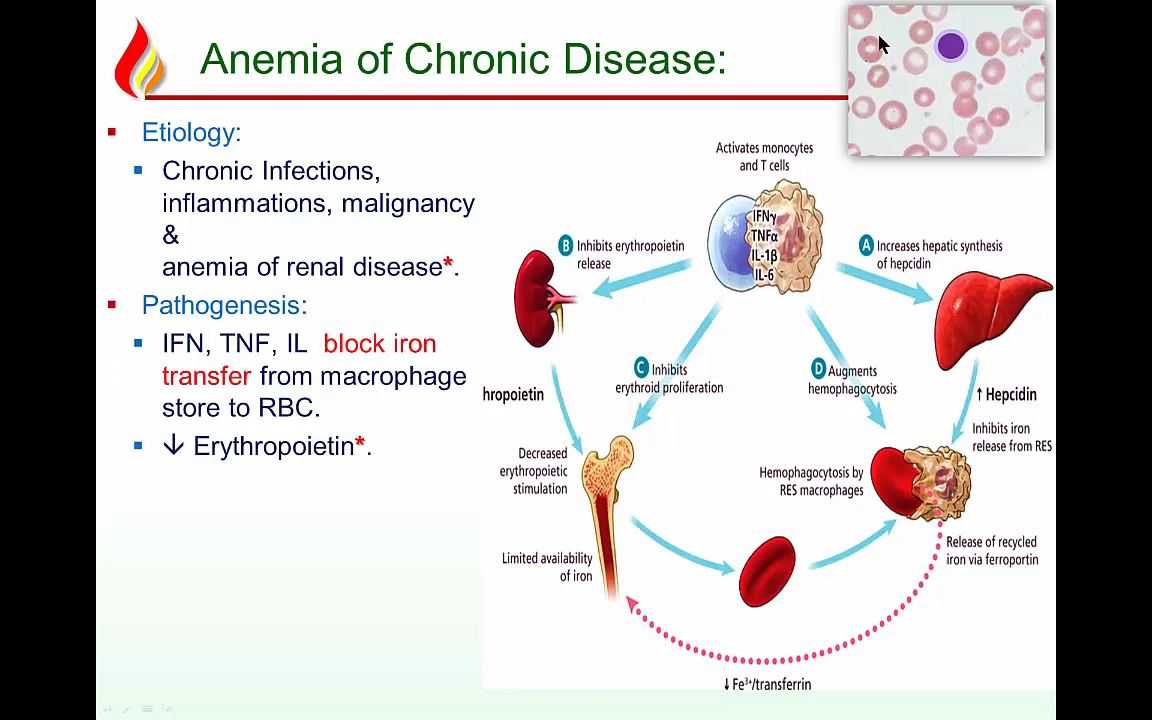 Anemia of Chronic Disease:
Etiology:
Chronic Infections,
inflammations, malignancy
&
anemia of renal disease*.
Pathogenesis:
IFN, TNF, IL block iron
transfer from macrophage
store to RBC.
↓ Erythropoietin*.
Activates monocytes
and T cells
IFNγ
TNFα
IL-1β
IL-6
B Inhibits erythropoietin
release
A Increases hepatic synthesis
of hepcidin
C Inhibits
erythroid proliferation
D Augments
hemophagocytosis
hropoietin
↑ Hepcidin
Inhibits iron
release from RES
Decreased
erythropoietic
stimulation
Hemophagocytosis by
RES macrophages
Limited availability
of iron
Release of recycled
iron via ferroportin
↓ Fe³⁺/transferrin